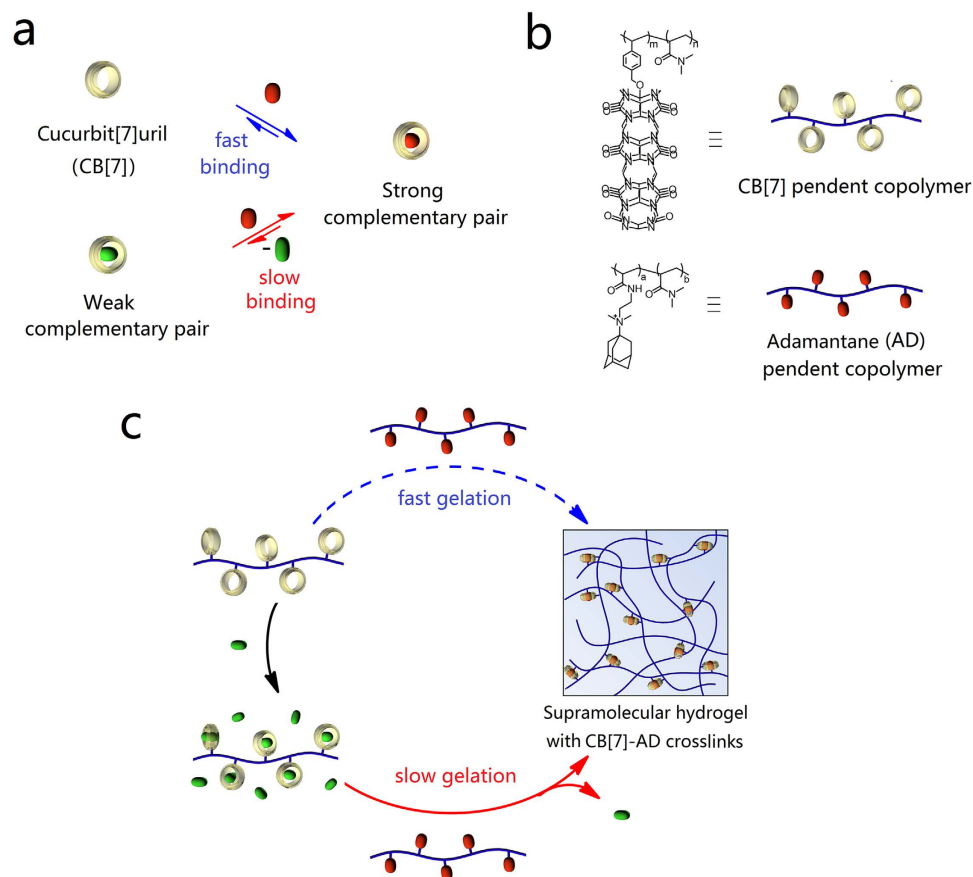 a
Cucurbit[7]uril
(CB[7])
fast
binding
Strong
complementary pair
-
slow
binding
Weak
complementary pair
b
m
n
O
N
O
CB[7] pendent copolymer
a
b
O
NH
O
N
N
Adamantane (AD)
pendent copolymer
c
fast gelation
Supramolecular hydrogel
with CB[7]-AD crosslinks
slow gelation